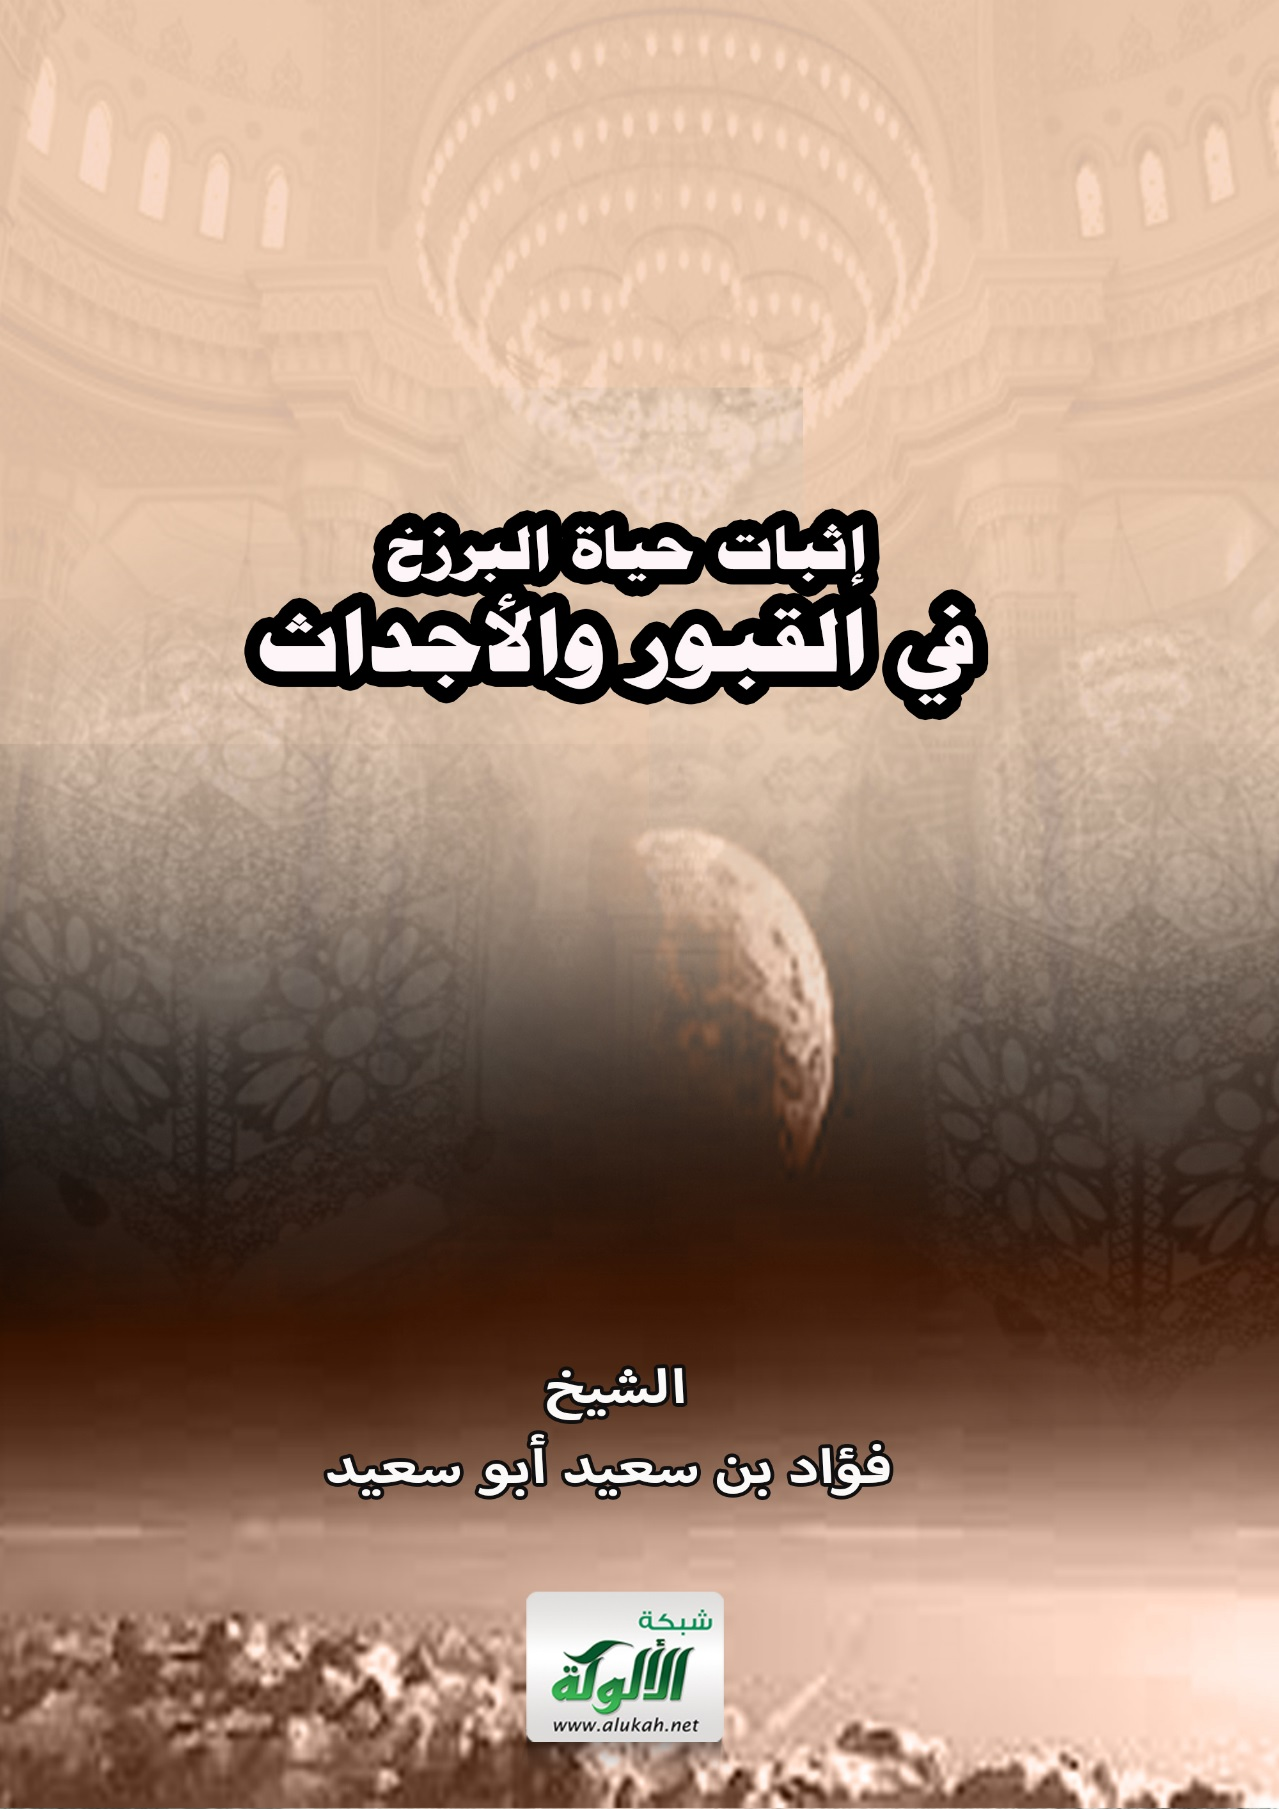 إثبات حياة البرزخ
في القبور والأجداث
الشيخ
فؤاد بن سعيد أبو سعيد
شبكة
الألوكة
www.alukah.net